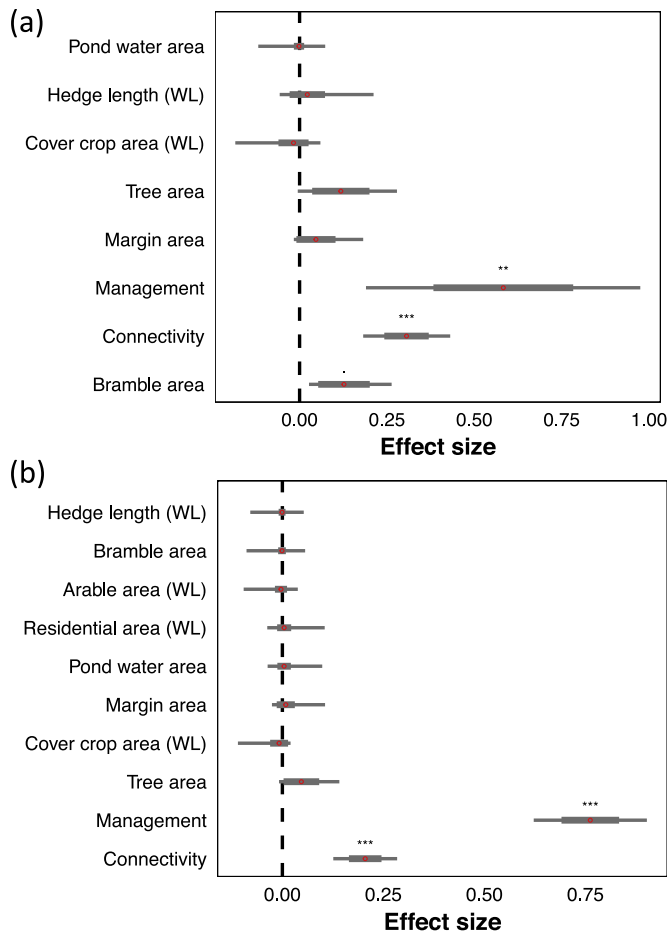 (a)
Pond water area
Hedge length (WL)
Cover crop area (WL)
Tree area
Margin area
Management
**
Connectivity
***
Bramble area
.
0.00 0.25 0.50 0.75 1.00
Effect size
(b)
Hedge length (WL)
Bramble area
Arable area (WL)
Residential area (WL)
Pond water area
Margin area
Cover crop area (WL)
Tree area
Management
***
Connectivity
***
0.00 0.25 0.50 0.75
Effect size